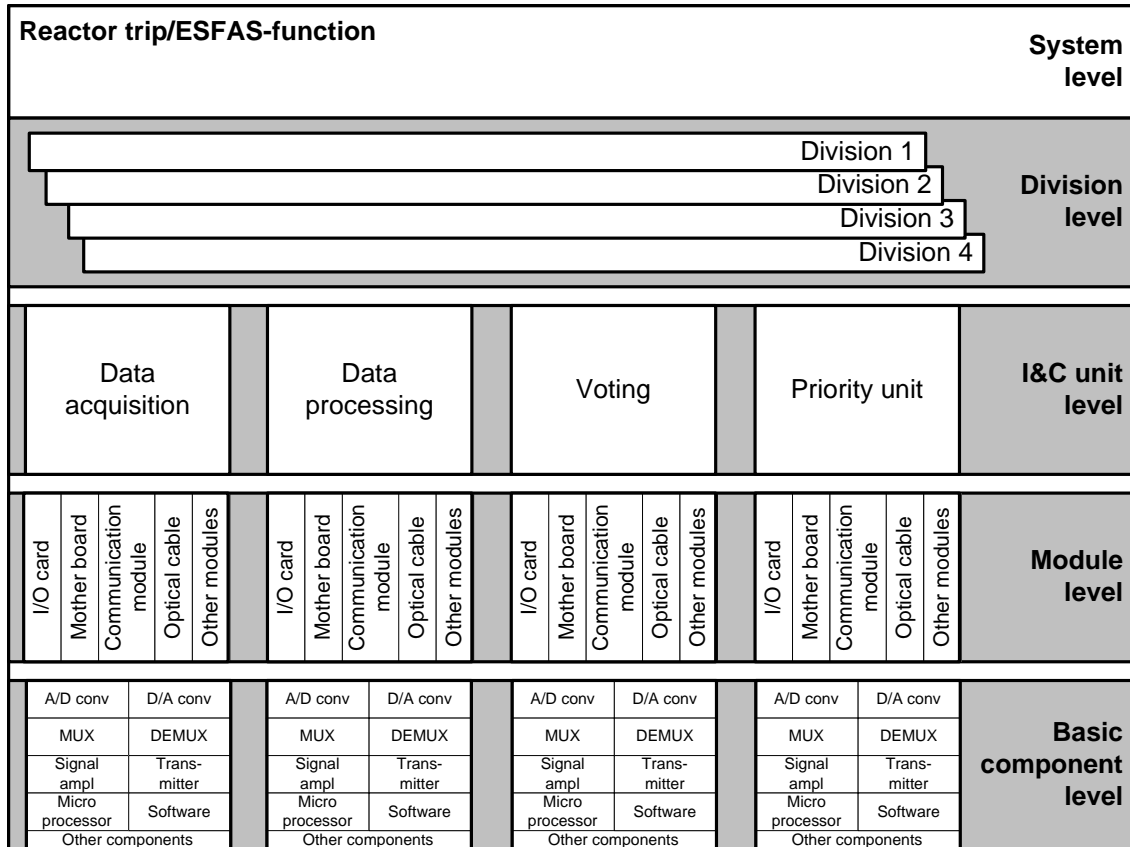 Reactor trip/ESFAS-function
System
level
Division 1
Division 2
Division 3
Division 4
Division
level
Data
acquisition
Data
processing
Voting
Priority unit
I&C unit
level
I/O card
Mother board
Communication
module
Optical cable
Other modules
I/O card
Mother board
Communication
module
Optical cable
Other modules
I/O card
Mother board
Communication
module
Optical cable
Other modules
I/O card
Mother board
Communication
module
Optical cable
Other modules
Module
level
A/D conv
D/A conv
MUX
DEMUX
Signal
ampl
Trans-
mitter
Micro
processor
Software
Other components
A/D conv
D/A conv
MUX
DEMUX
Signal
ampl
Trans-
mitter
Micro
processor
Software
Other components
A/D conv
D/A conv
MUX
DEMUX
Signal
ampl
Trans-
mitter
Micro
processor
Software
Other components
A/D conv
D/A conv
MUX
DEMUX
Signal
ampl
Trans-
mitter
Micro
processor
Software
Other components
Basic
component
level